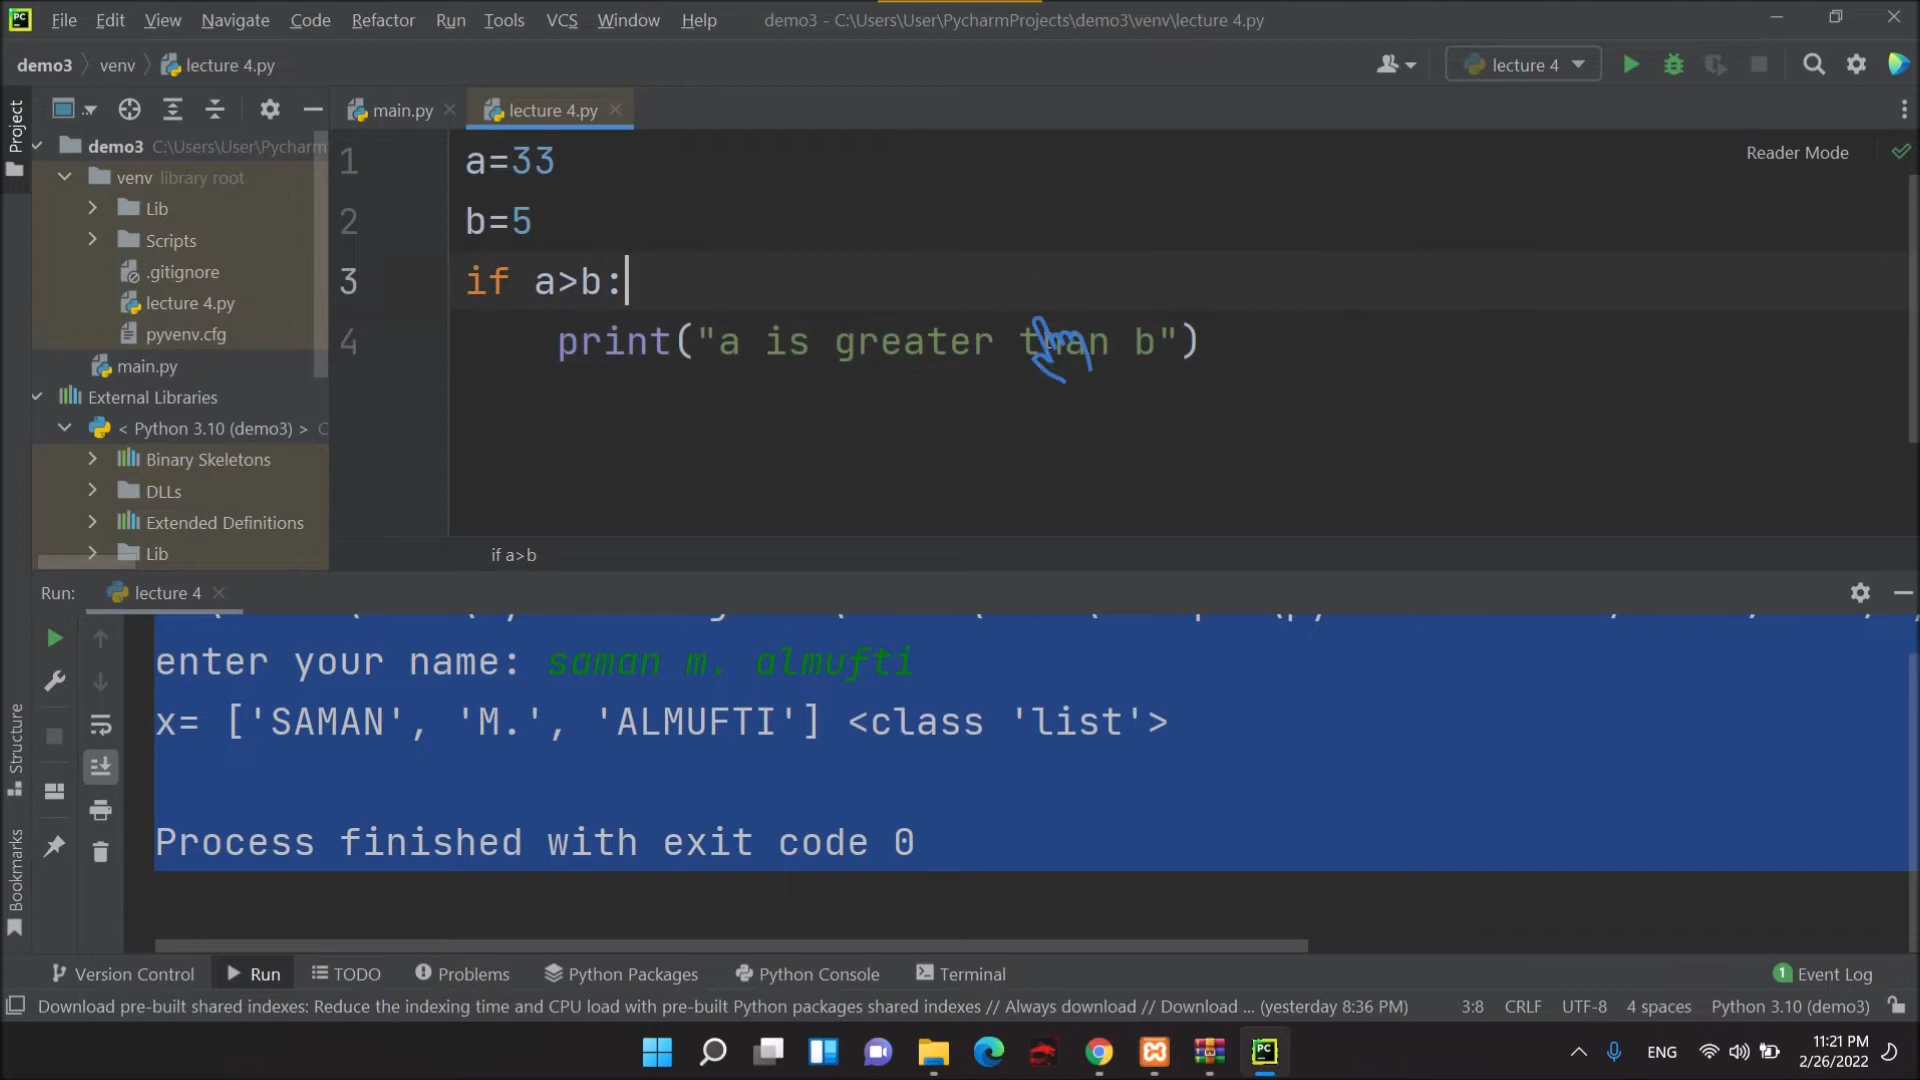 File Edit View Navigate Code Refactor Run Tools VCS Window Help demo3 - C:\Users\User\PycharmProjects\demo3\venv\lecture 4.py
demo3 venv lecture 4.py
lecture 4
Project
main.py lecture 4.py
demo3 C:\Users\User\Pycharm
venv library root
Lib
Scripts
.gitignore
lecture 4.py
pyvenv.cfg
main.py
External Libraries
< Python 3.10 (demo3) > C
Binary Skeletons
DLLs
Extended Definitions
Lib
Reader Mode
1 a=33
2 b=5
3 if a>b:
4 print("a is greater than b")
if a>b
Run: lecture 4
enter your name: saman m. almufti
x= ['SAMAN', 'M.', 'ALMUFTI'] <class 'list'>
Process finished with exit code 0
Structure
Bookmarks
Version Control Run TODO Problems Python Packages Python Console Terminal 1 Event Log
Download pre-built shared indexes: Reduce the indexing time and CPU load with pre-built Python packages shared indexes // Always download // Download ... (yesterday 8:36 PM) 3:8 CRLF UTF-8 4 spaces Python 3.10 (demo3)
PC ENG 11:21 PM
2/26/2022